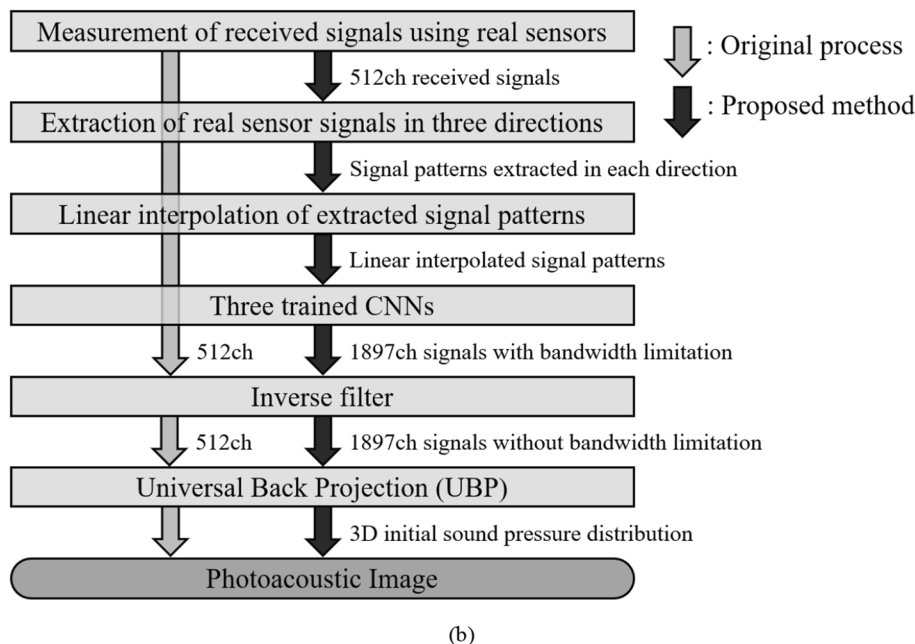 Measurement of received signals using real sensors
: Original process
512ch received signals
: Proposed method
Extraction of real sensor signals in three directions
Signal patterns extracted in each direction
Linear interpolation of extracted signal patterns
Linear interpolated signal patterns
Three trained CNNs
512ch
1897ch signals with bandwidth limitation
Inverse filter
512ch
1897ch signals without bandwidth limitation
Universal Back Projection (UBP)
3D initial sound pressure distribution
Photoacoustic Image
(b)